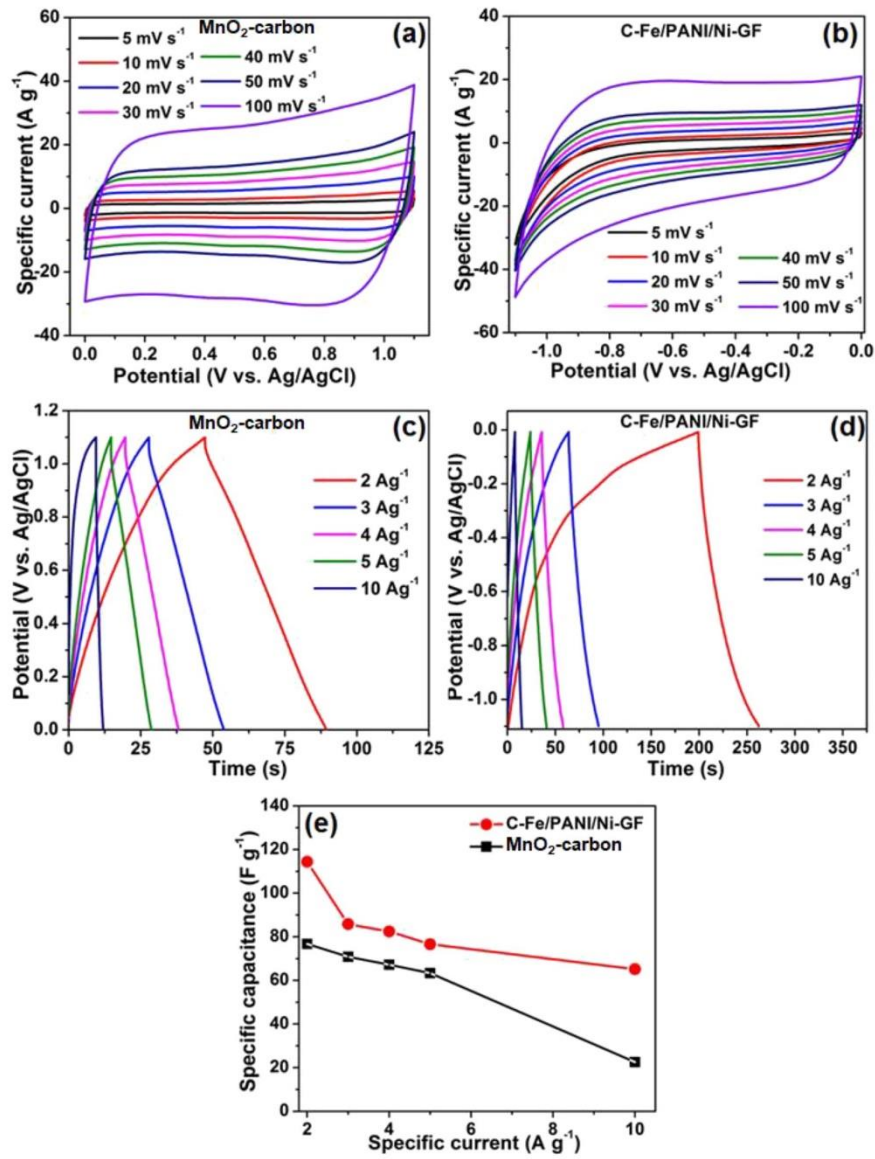 MnO₂-carbon (a)
5 mV s⁻¹
10 mV s⁻¹
20 mV s⁻¹
30 mV s⁻¹
40 mV s⁻¹
50 mV s⁻¹
100 mV s⁻¹
Specific current (A g⁻¹)
60
40
20
0
-20
-40
0.0 0.2 0.4 0.6 0.8 1.0
Potential (V vs. Ag/AgCl)
C-Fe/PANI/Ni-GF (b)
5 mV s⁻¹
10 mV s⁻¹
20 mV s⁻¹
30 mV s⁻¹
40 mV s⁻¹
50 mV s⁻¹
100 mV s⁻¹
Specific current (A g⁻¹)
40
20
0
-20
-40
-60
-1.0 -0.8 -0.6 -0.4 -0.2 0.0
Potential (V vs. Ag/AgCl)
MnO₂-carbon (c)
2 Ag⁻¹
3 Ag⁻¹
4 Ag⁻¹
5 Ag⁻¹
10 Ag⁻¹
Potential (V vs. Ag/AgCl)
1.2
1.0
0.8
0.6
0.4
0.2
0.0
0 25 50 75 100 125
Time (s)
C-Fe/PANI/Ni-GF (d)
2 Ag⁻¹
3 Ag⁻¹
4 Ag⁻¹
5 Ag⁻¹
10 Ag⁻¹
Potential (V vs. Ag/AgCl)
0.0
-0.2
-0.4
-0.6
-0.8
-1.0
0 50 100 150 200 250 300 350
Time (s)
(e)
C-Fe/PANI/Ni-GF
MnO₂-carbon
Specific capacitance (F g⁻¹)
140
120
100
80
60
40
20
0
2 4 6 8 10
Specific current (A g⁻¹)